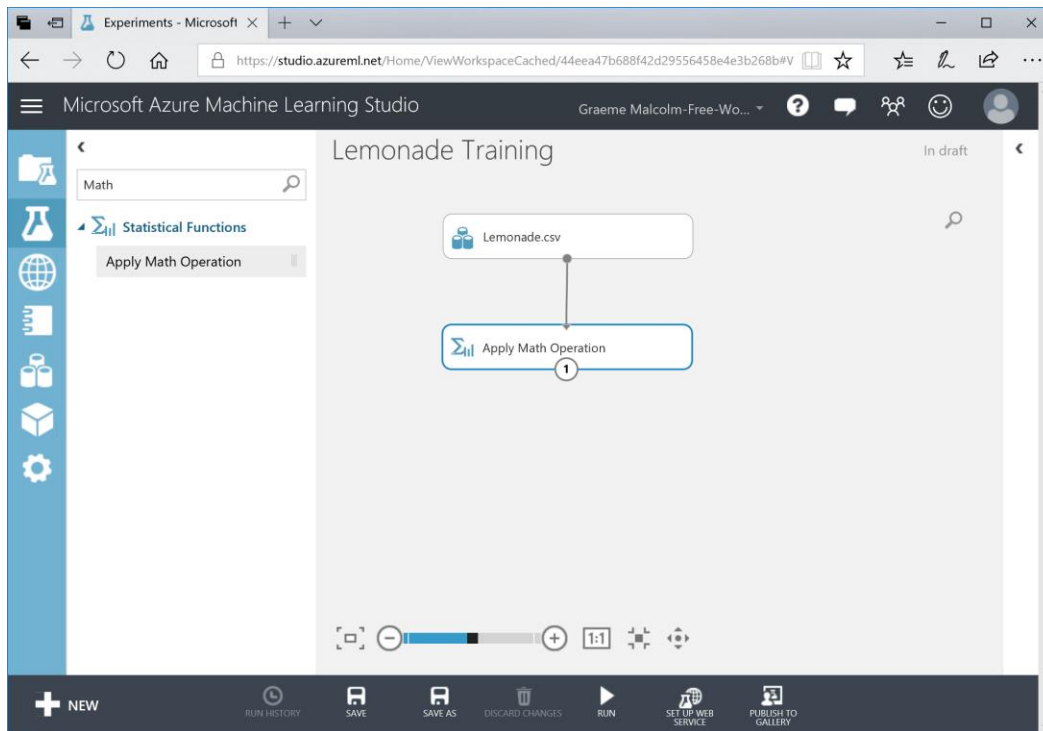 Experiments - Microsoft
https://studio.azureml.net/Home/ViewWorkspaceCached/44eea47b688f42d29556458e4e3b268b#V
Microsoft Azure Machine Learning Studio
Graeme Malcolm-Free-Wo...
?
Lemonade Training
In draft
Math
Statistical Functions
Apply Math Operation
Lemonade.csv
Apply Math Operation
1
1:1
NEW
RUN HISTORY
SAVE
SAVE AS
DISCARD CHANGES
RUN
SET UP WEB
SERVICE
PUBLISH TO
GALLERY